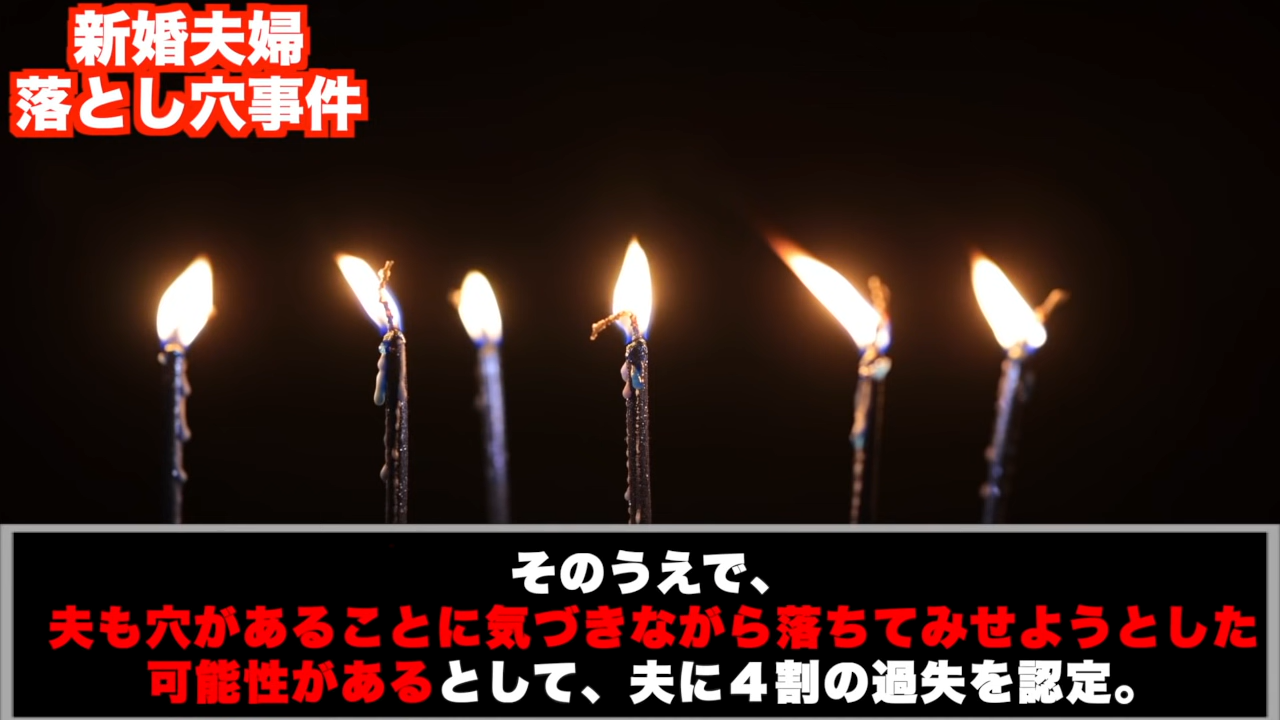 新婚夫婦
落とし穴事件
そのうえで、
夫も穴があることに気づきながら落ちてみせようとした
可能性があるとして、夫に４割の過失を認定。